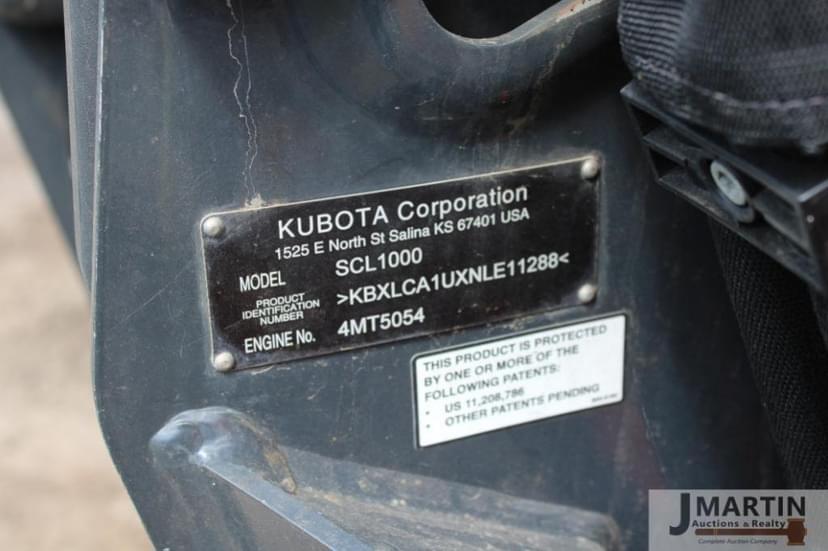 KUBOTA Corporation
1525 E North St Salina KS 67401 USA
MODEL SCL1000
PRODUCT IDENTIFICATION NUMBER >KBXLCA1UXNLE11288<
ENGINE No. 4MT5054
THIS PRODUCT IS PROTECTED
BY ONE OR MORE OF THE
FOLLOWING PATENTS:
• US 11,208,786
• OTHER PATENTS PENDING
J MARTIN
Auctions & Realty
Complete Auction Company